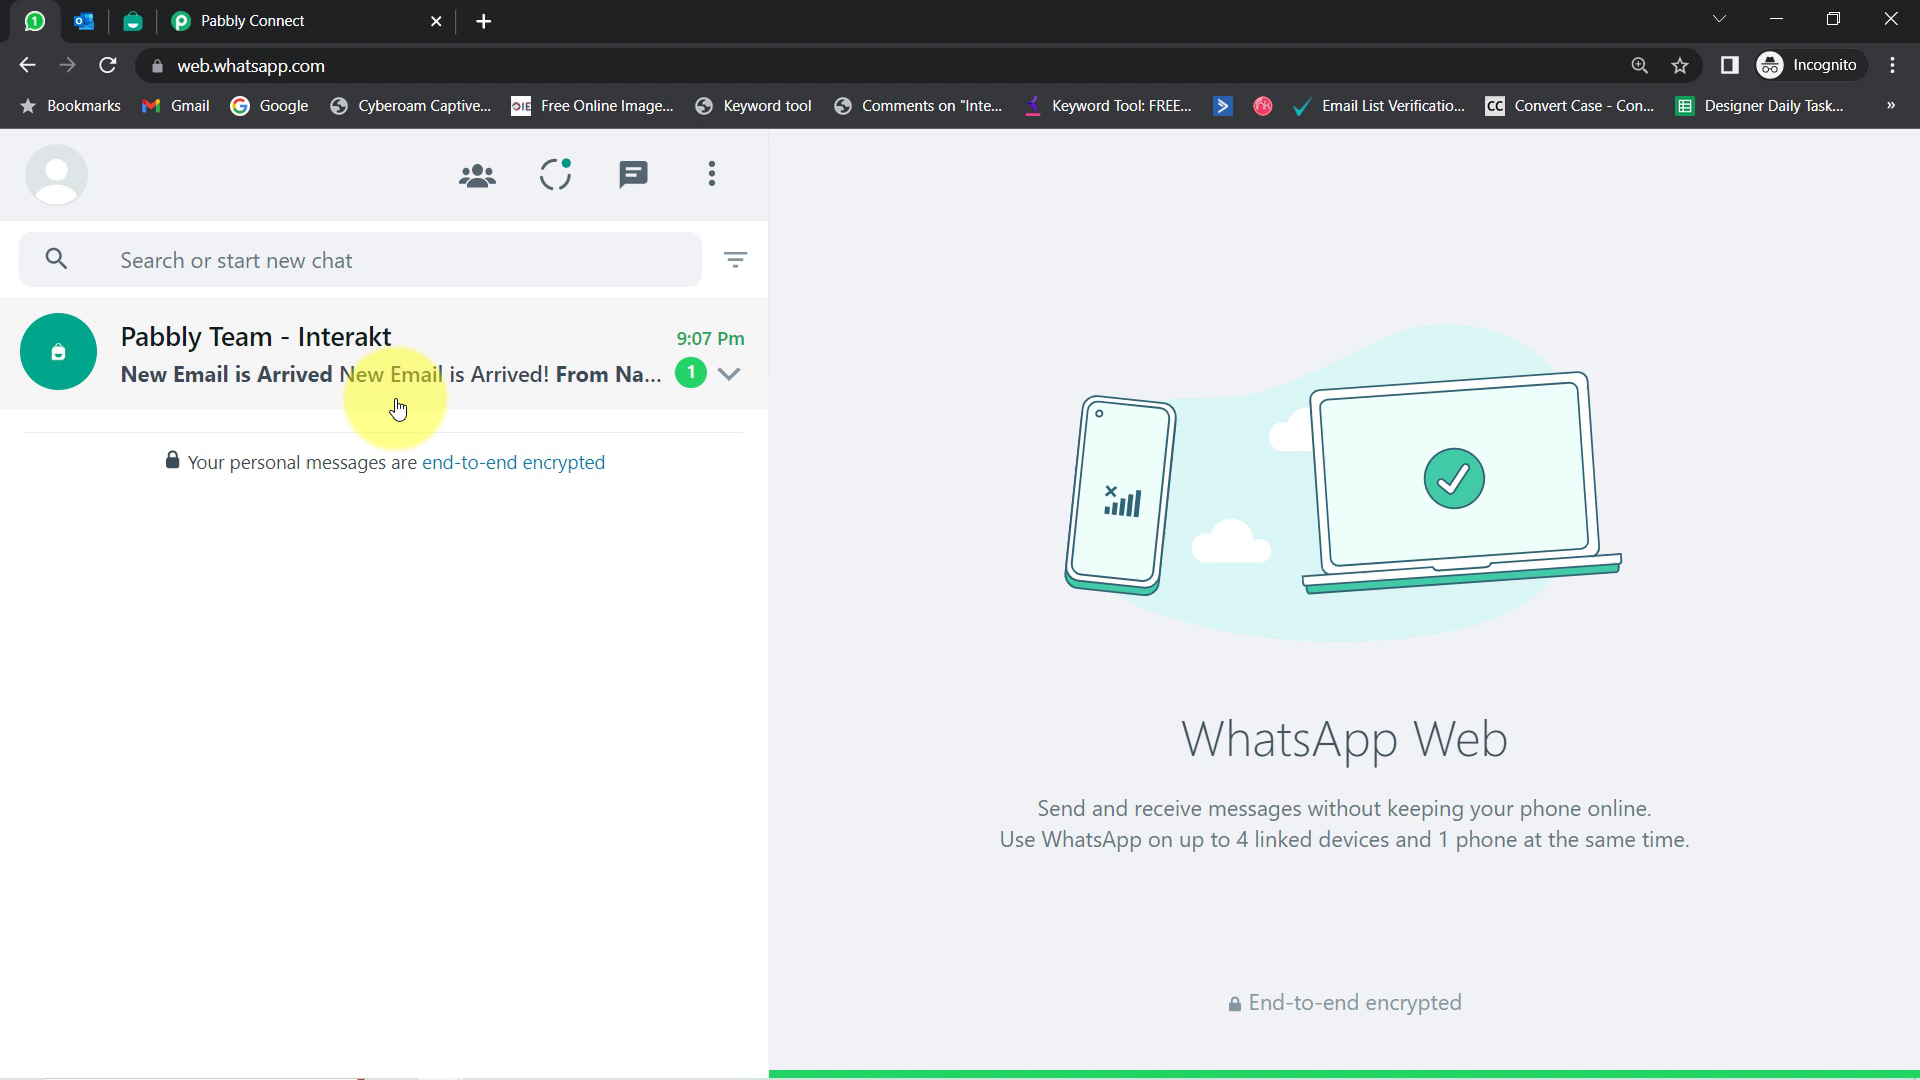 1
Pabbly Connect
web.whatsapp.com
Incognito
Bookmarks
Gmail
Google
Cyberoam Captive...
OIE
Free Online Image...
Keyword tool
Comments on "Inte...
Keyword Tool: FREE...
Email List Verificatio...
CC
Convert Case - Con...
Designer Daily Task...
»
Search or start new chat
Pabbly Team - Interakt
9:07 Pm
New Email is Arrived New Email is Arrived! From Na...
1
Your personal messages are end-to-end encrypted
WhatsApp Web
Send and receive messages without keeping your phone online.
Use WhatsApp on up to 4 linked devices and 1 phone at the same time.
End-to-end encrypted